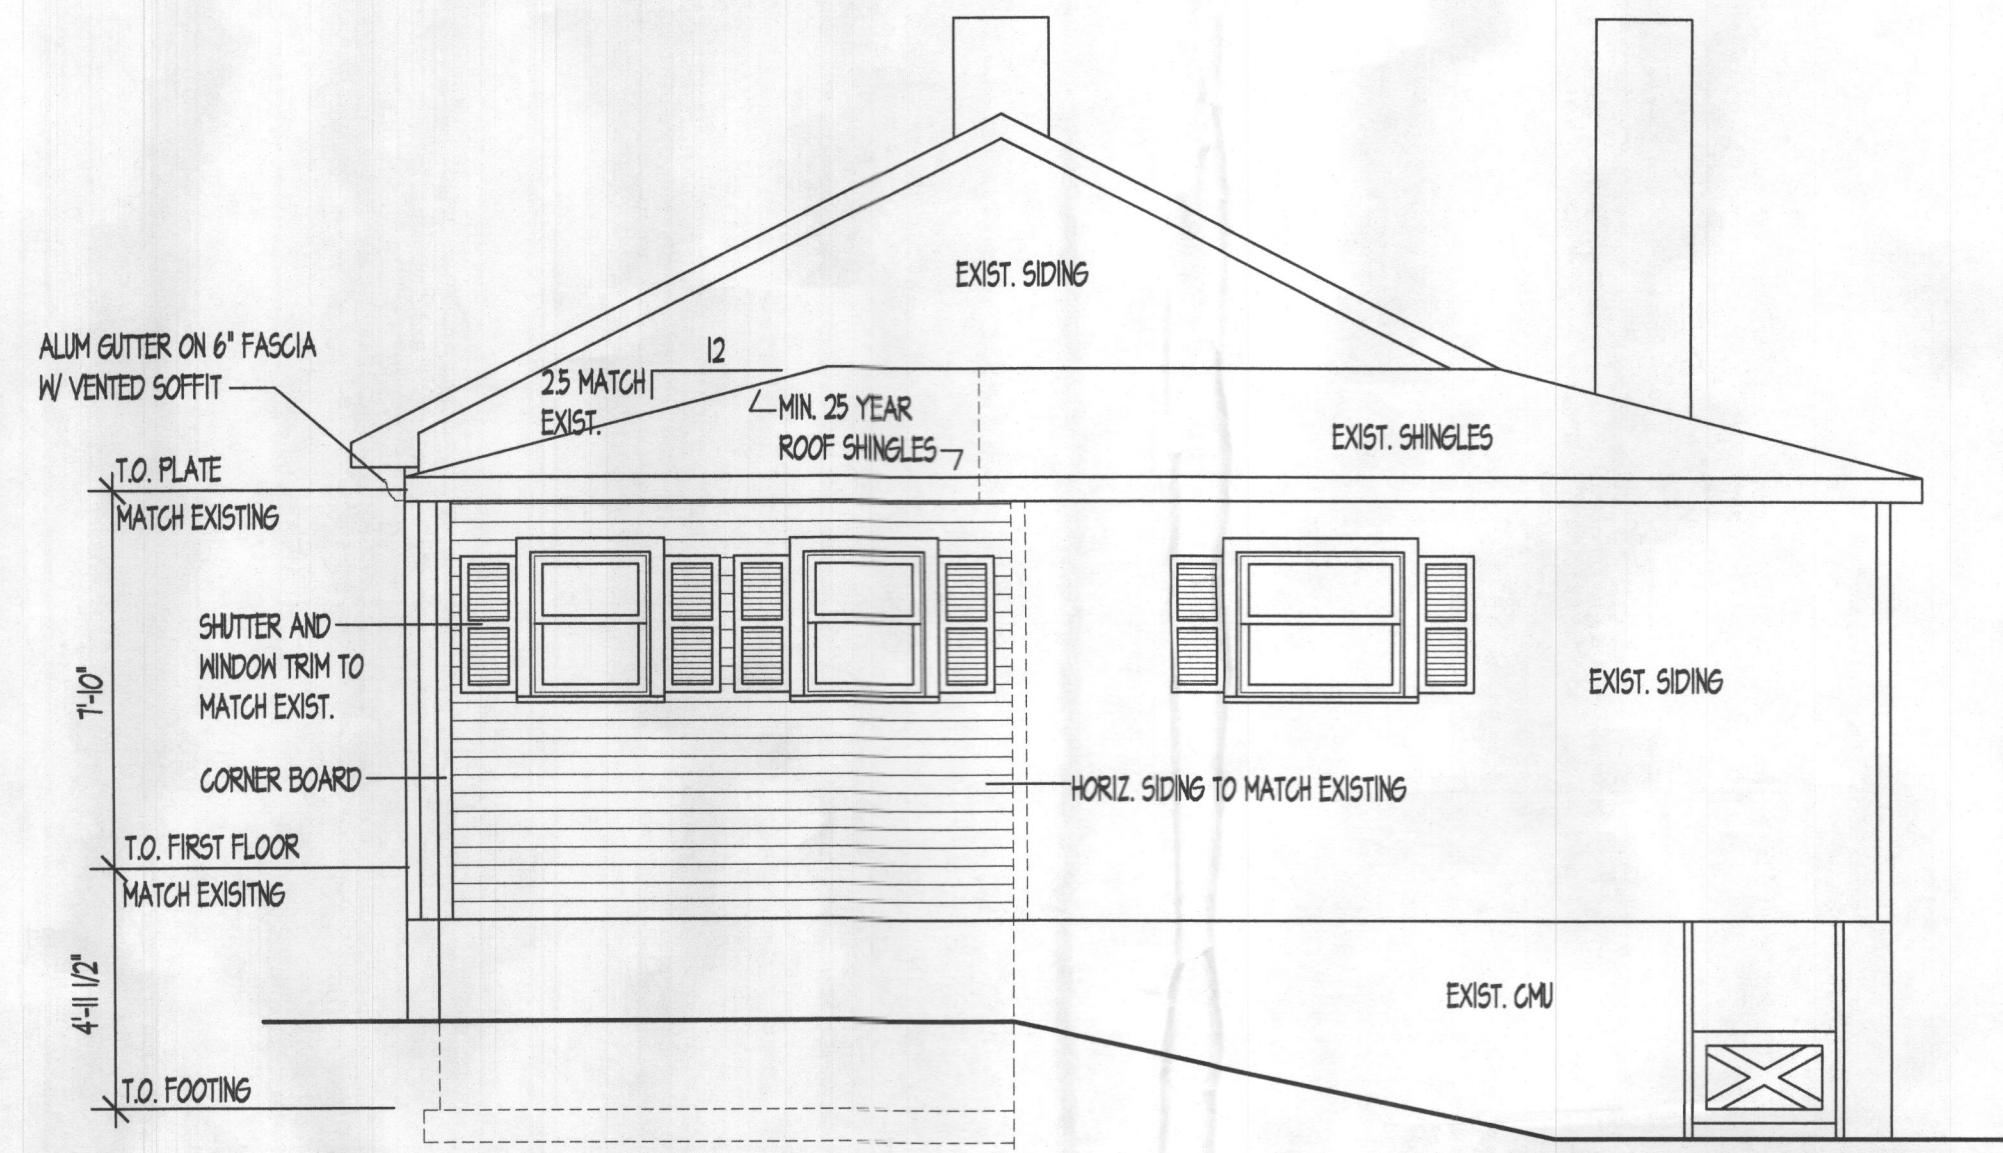 EXIST. SIDING
ALUM GUTTER ON 6" FASCIA
W/ VENTED SOFFIT
12
2.5 MATCH
EXIST.
MIN. 25 YEAR
ROOF SHINGLES
EXIST. SHINGLES
T.O. PLATE
MATCH EXISTING
SHUTTER AND
WINDOW TRIM TO
MATCH EXIST.
7'-10"
EXIST. SIDING
CORNER BOARD
HORIZ. SIDING TO MATCH EXISTING
T.O. FIRST FLOOR
MATCH EXISITNG
4'-11 1/2"
EXIST. CMU
T.O. FOOTING